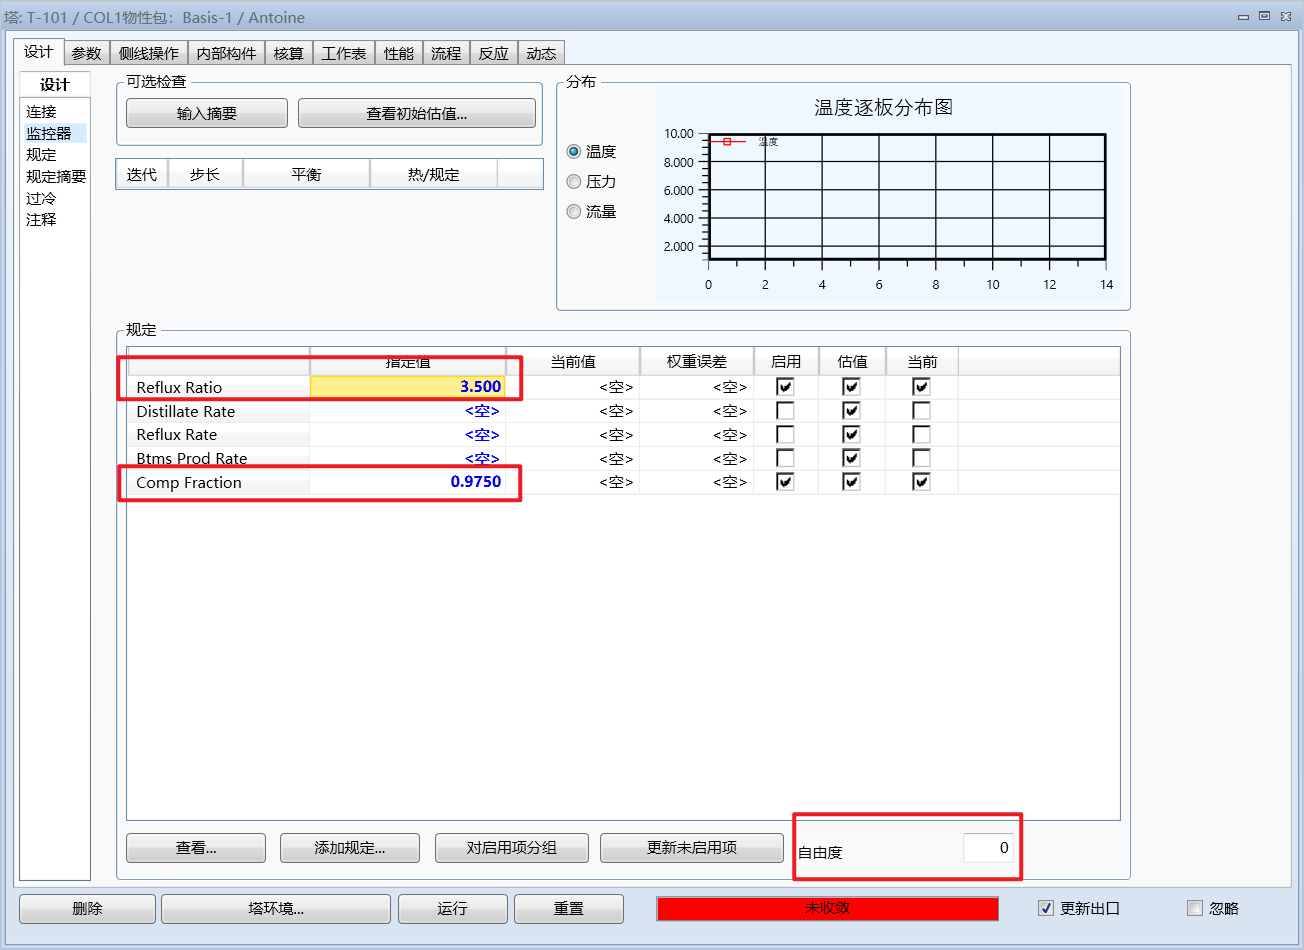 塔: T-101 / COL1物性包：Basis-1 / Antoine
设计 参数 侧线操作 内部构件 核算 工作表 性能 流程 反应 动态
设计
连接
监控器
规定
规定摘要
过冷
注释
可选检查
输入摘要 查看初始估值...
迭代 步长 平衡 热/规定
分布
温度
压力
流量
温度逐板分布图
温度
10.00
8.000
6.000
4.000
2.000
0 2 4 6 8 10 12 14
规定
指定值 当前值 权重误差 启用 估值 当前
Reflux Ratio 3.500 <空> <空>
Distillate Rate <空> <空> <空>
Reflux Rate <空> <空> <空>
Btms Prod Rate <空> <空> <空>
Comp Fraction 0.9750 <空> <空>
查看... 添加规定... 对启用项分组 更新未启用项 自由度 0
删除 塔环境... 运行 重置 未收敛 更新出口 忽略